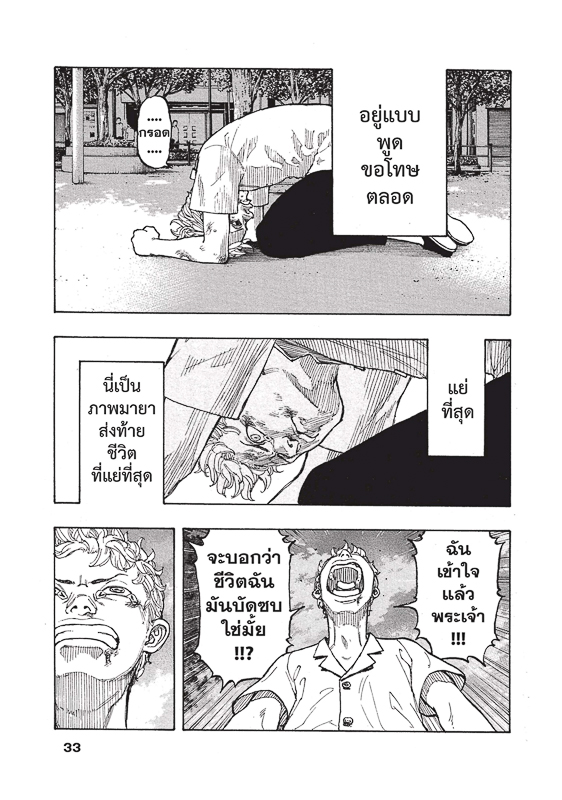 อยู่แบบ
พูด
ขอโทษ
ตลอด
....
กรอด
....
แย่
ที่สุด
นี่เป็น
ภาพมายา
ส่งท้าย
ชีวิต
ที่แย่ที่สุด
ฉัน
เข้าใจ
แล้ว
พระเจ้า
!!!
จะบอกว่า
ชีวิตฉัน
มันบัดซบ
ใช่มั้ย
!!?
33